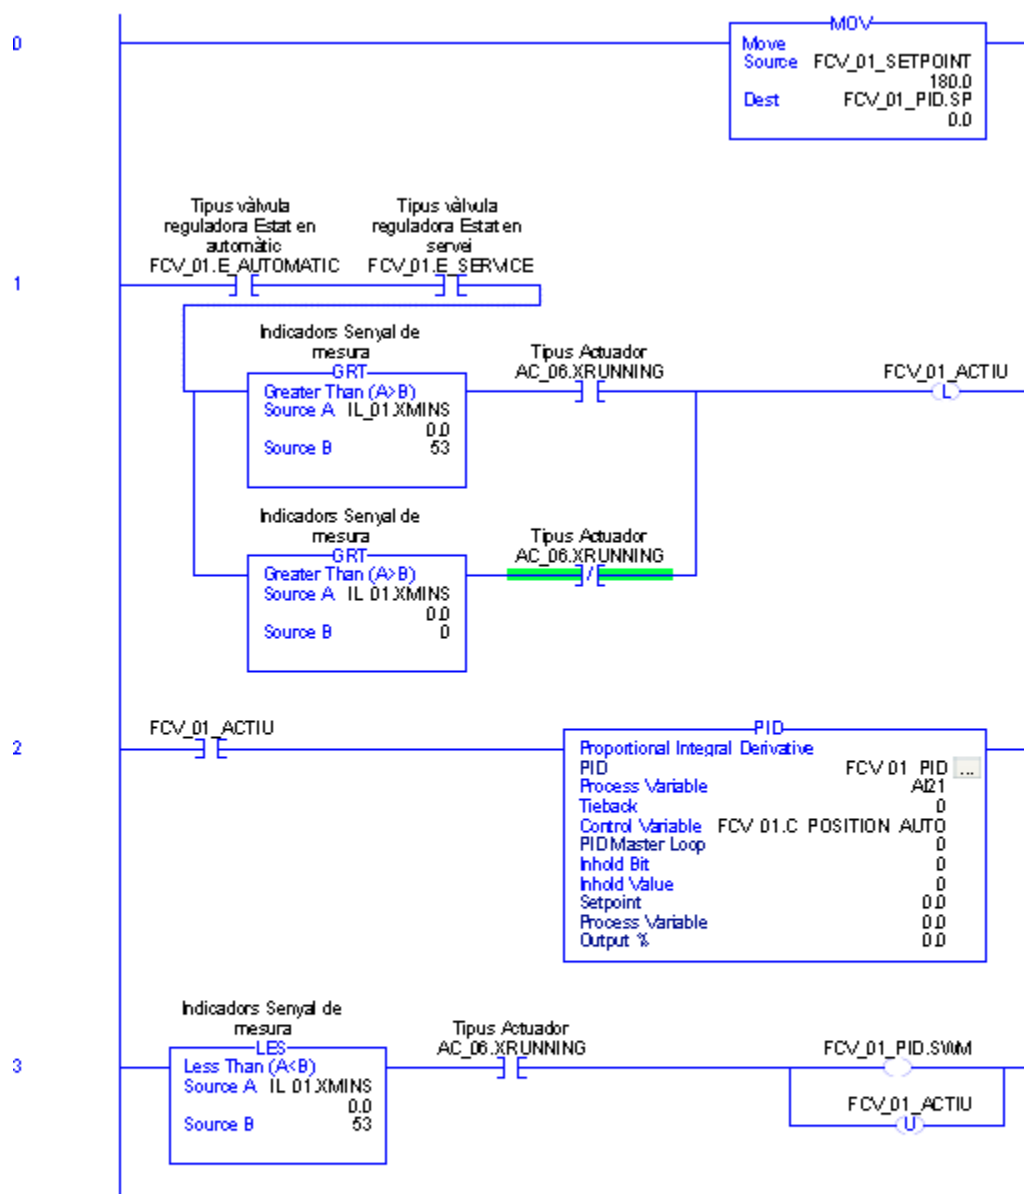 0
MOV
Move
Source FCV_01_SETPOINT
180.0
Dest FCV_01_PID.SP
0.0
Tipus vàlvula
reguladora Estat en
automàtic
FCV_01.E_AUTOMATIC
Tipus vàlvula
reguladora Estat en
servei
FCV_01.E_SERVICE
1
Indicadors Senyal de
mesura
GRT
Greater Than (A>B)
Source A IL_01.XMINS
0.0
Source B 53
Tipus Actuador
AC_06.XRUNNING
FCV_01_ACTIU
L
Indicadors Senyal de
mesura
GRT
Greater Than (A>B)
Source A IL_01.XMINS
0.0
Source B 0
Tipus Actuador
AC_06.XRUNNING
2
FCV_01_ACTIU
PID
Proportional Integral Derivative
PID FCV_01_PID ...
Process Variable AI21
Tieback 0
Control Variable FCV_01.C_POSITION_AUTO
PID Master Loop 0
Inhold Bit 0
Inhold Value 0
Setpoint 0.0
Process Variable 0.0
Output % 0.0
3
Indicadors Senyal de
mesura
LES
Less Than (A<B)
Source A IL_01.XMINS
0.0
Source B 53
Tipus Actuador
AC_06.XRUNNING
FCV_01_PID.SWM
FCV_01_ACTIU
U